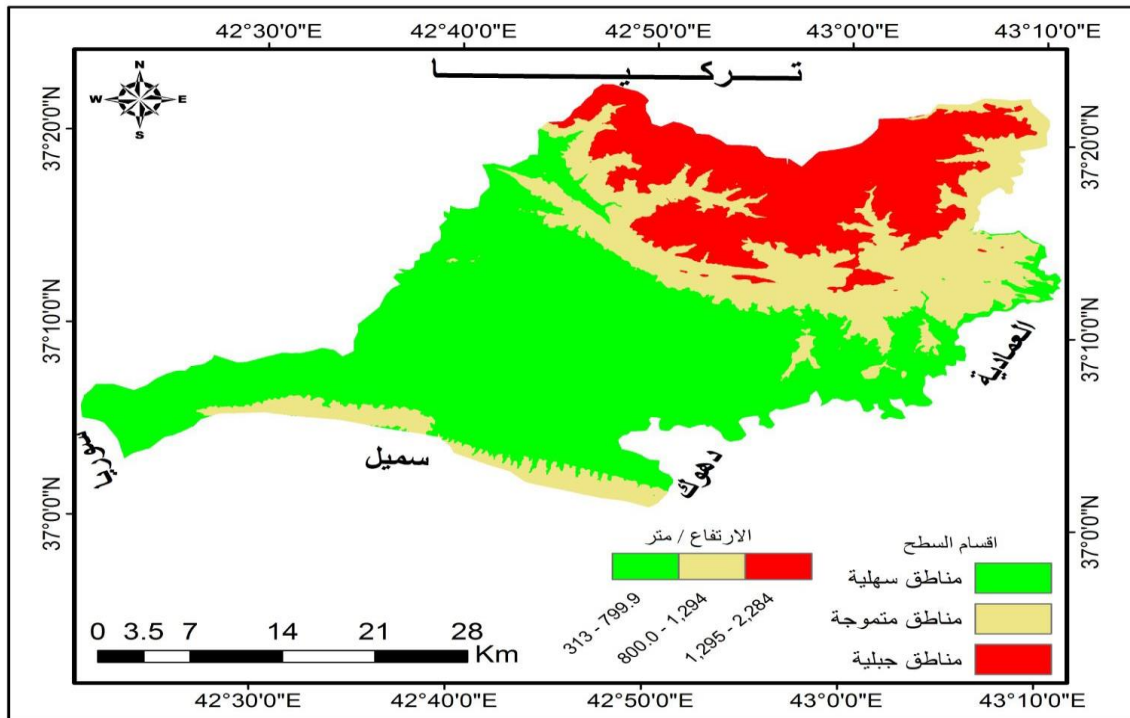 42°30'0"E 42°40'0"E 42°50'0"E 43°0'0"E 43°10'0"E
تـــركـــيـــــا
N
W E
S
37°20'0"N
37°20'0"N
37°10'0"N
37°10'0"N
العمادية
سوريا
سميل
دهوك
37°0'0"N
37°0'0"N
الارتفاع / متر
313 - 799.9
800.0 - 1,294
1,295 - 2,284
اقسام السطح
مناطق سهلية
مناطق متموجة
مناطق جبلية
0 3.5 7 14 21 28
Km
42°30'0"E 42°40'0"E 42°50'0"E 43°0'0"E 43°10'0"E